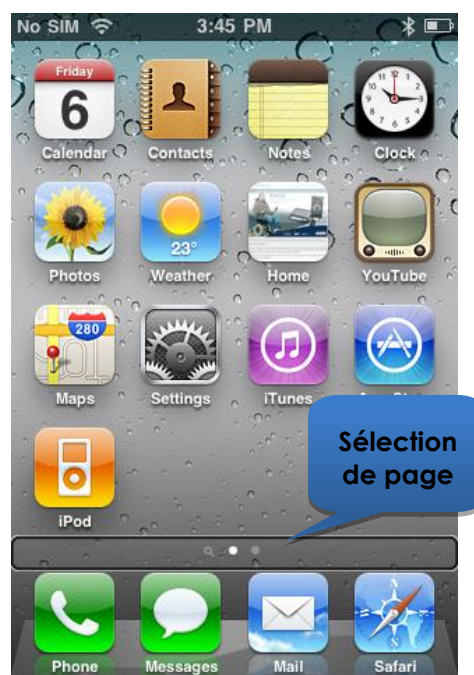 No SIM 3:45 PM
Friday
6
Calendar Contacts Notes Clock
23°
Photos Weather Home YouTube
280
Maps Settings iTunes
Sélection
de page
iPod
Phone Messages Mail Safari